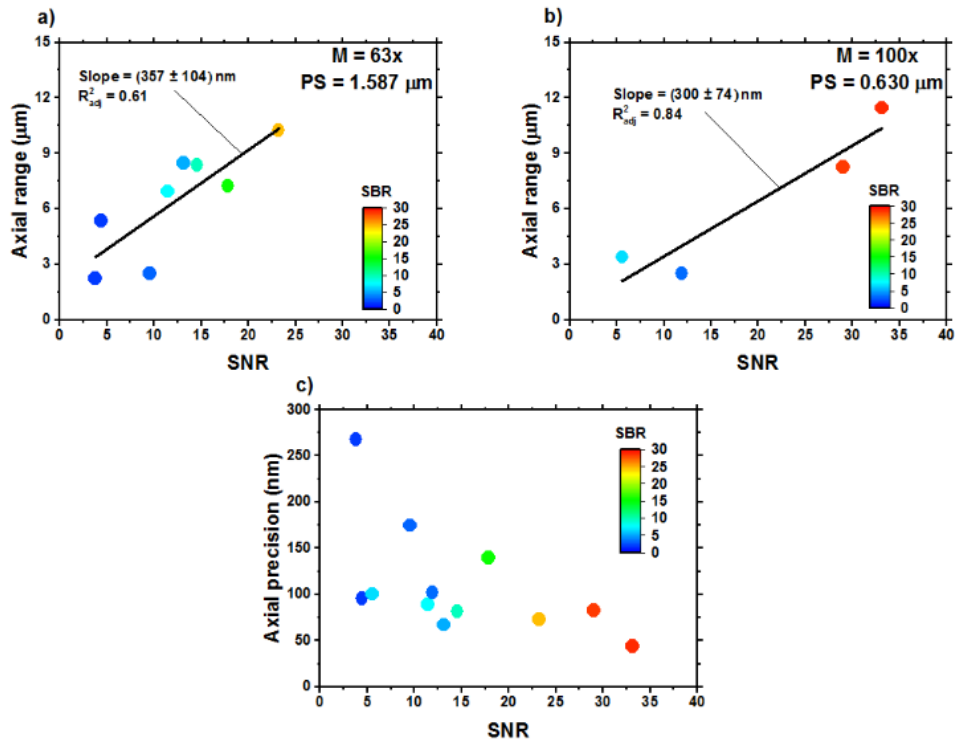 a)
M = 63x
PS = 1.587 μm
Slope = (357 ± 104) nm
R²adj = 0.61
Axial range (μm)
15
12
9
6
3
0
SBR
30
25
20
15
10
5
0
0 5 10 15 20 25 30 35 40
SNR
b)
M = 100x
PS = 0.630 μm
Slope = (300 ± 74) nm
R²adj = 0.84
Axial range (μm)
15
12
9
6
3
0
SBR
30
25
20
15
10
5
0
0 5 10 15 20 25 30 35 40
SNR
c)
Axial precision (nm)
300
250
200
150
100
50
0
SBR
30
25
20
15
10
5
0
0 5 10 15 20 25 30 35 40
SNR